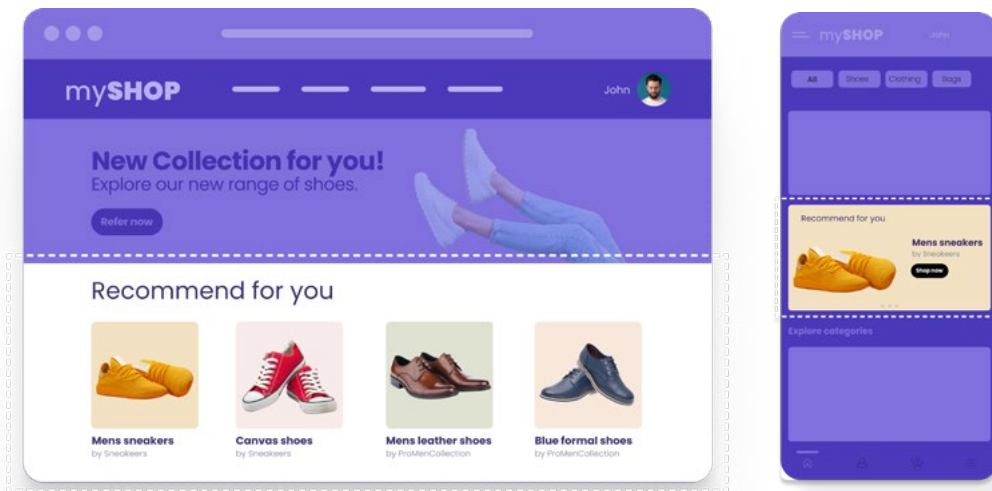 mySHOP
John
New Collection for you!
Explore our new range of shoes.
Refer now
Recommend for you
Mens sneakers
by Sneakeers
Canvas shoes
by Sneakeers
Mens leather shoes
by ProMenCollection
Blue formal shoes
by ProMenCollection
mySHOP
John
All
Shoes
Clothing
Bags
Recommend for you
Mens sneakers
by Sneakeers
Shop now
Explore categories